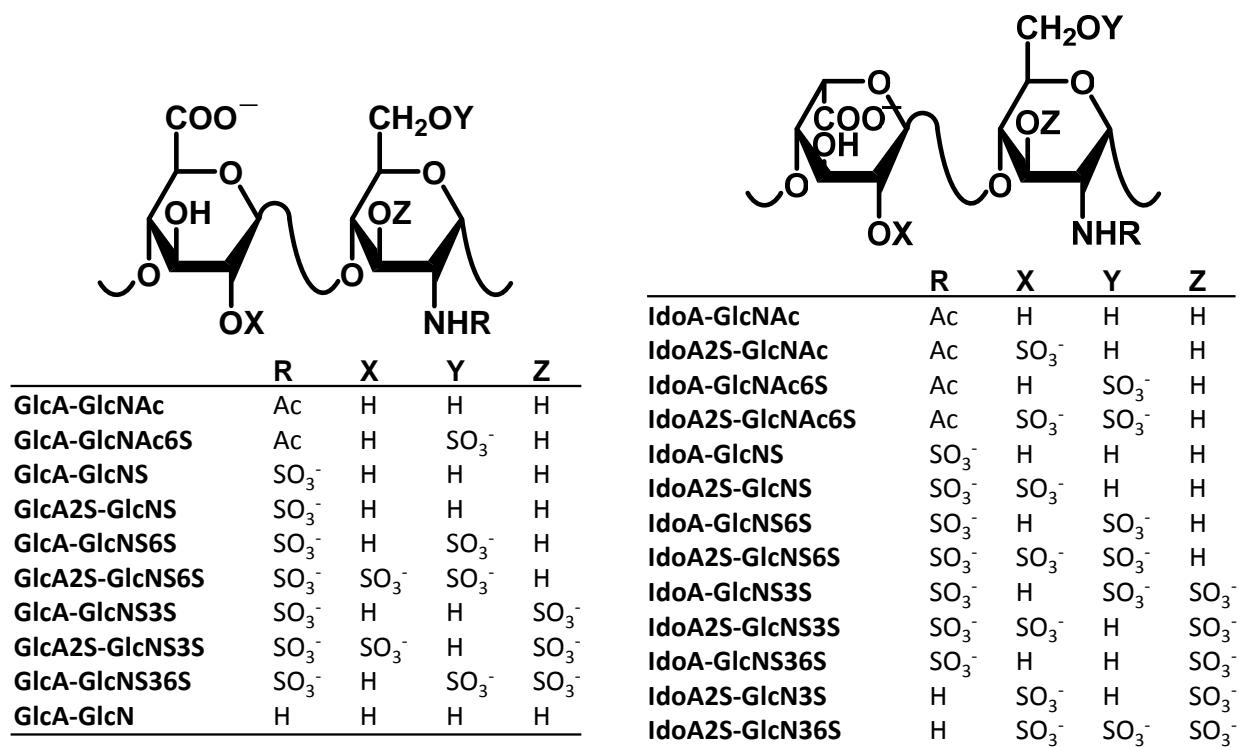 COO⁻
CH₂OY
O
O
OH
OZ
O
O
OX
NHR
R X Y Z
GlcA-GlcNAc Ac H H H
GlcA-GlcNAc6S Ac H SO₃⁻ H
GlcA-GlcNS SO₃⁻ H H H
GlcA2S-GlcNS SO₃⁻ H H H
GlcA-GlcNS6S SO₃⁻ H SO₃⁻ H
GlcA2S-GlcNS6S SO₃⁻ SO₃⁻ SO₃⁻ H
GlcA-GlcNS3S SO₃⁻ H H SO₃⁻
GlcA2S-GlcNS3S SO₃⁻ SO₃⁻ H SO₃⁻
GlcA-GlcNS36S SO₃⁻ H SO₃⁻ SO₃⁻
GlcA-GlcN H H H H
CH₂OY
O
O
COO⁻
OZ
OH
O
O
OX
NHR
R X Y Z
IdoA-GlcNAc Ac H H H
IdoA2S-GlcNAc Ac SO₃⁻ H H
IdoA-GlcNAc6S Ac H SO₃⁻ H
IdoA2S-GlcNAc6S Ac SO₃⁻ SO₃⁻ H
IdoA-GlcNS SO₃⁻ H H H
IdoA2S-GlcNS SO₃⁻ SO₃⁻ H H
IdoA-GlcNS6S SO₃⁻ H SO₃⁻ H
IdoA2S-GlcNS6S SO₃⁻ SO₃⁻ SO₃⁻ H
IdoA-GlcNS3S SO₃⁻ H SO₃⁻ SO₃⁻
IdoA2S-GlcNS3S SO₃⁻ SO₃⁻ H SO₃⁻
IdoA-GlcNS36S SO₃⁻ H H SO₃⁻
IdoA2S-GlcN3S H SO₃⁻ H SO₃⁻
IdoA2S-GlcN36S H SO₃⁻ SO₃⁻ SO₃⁻